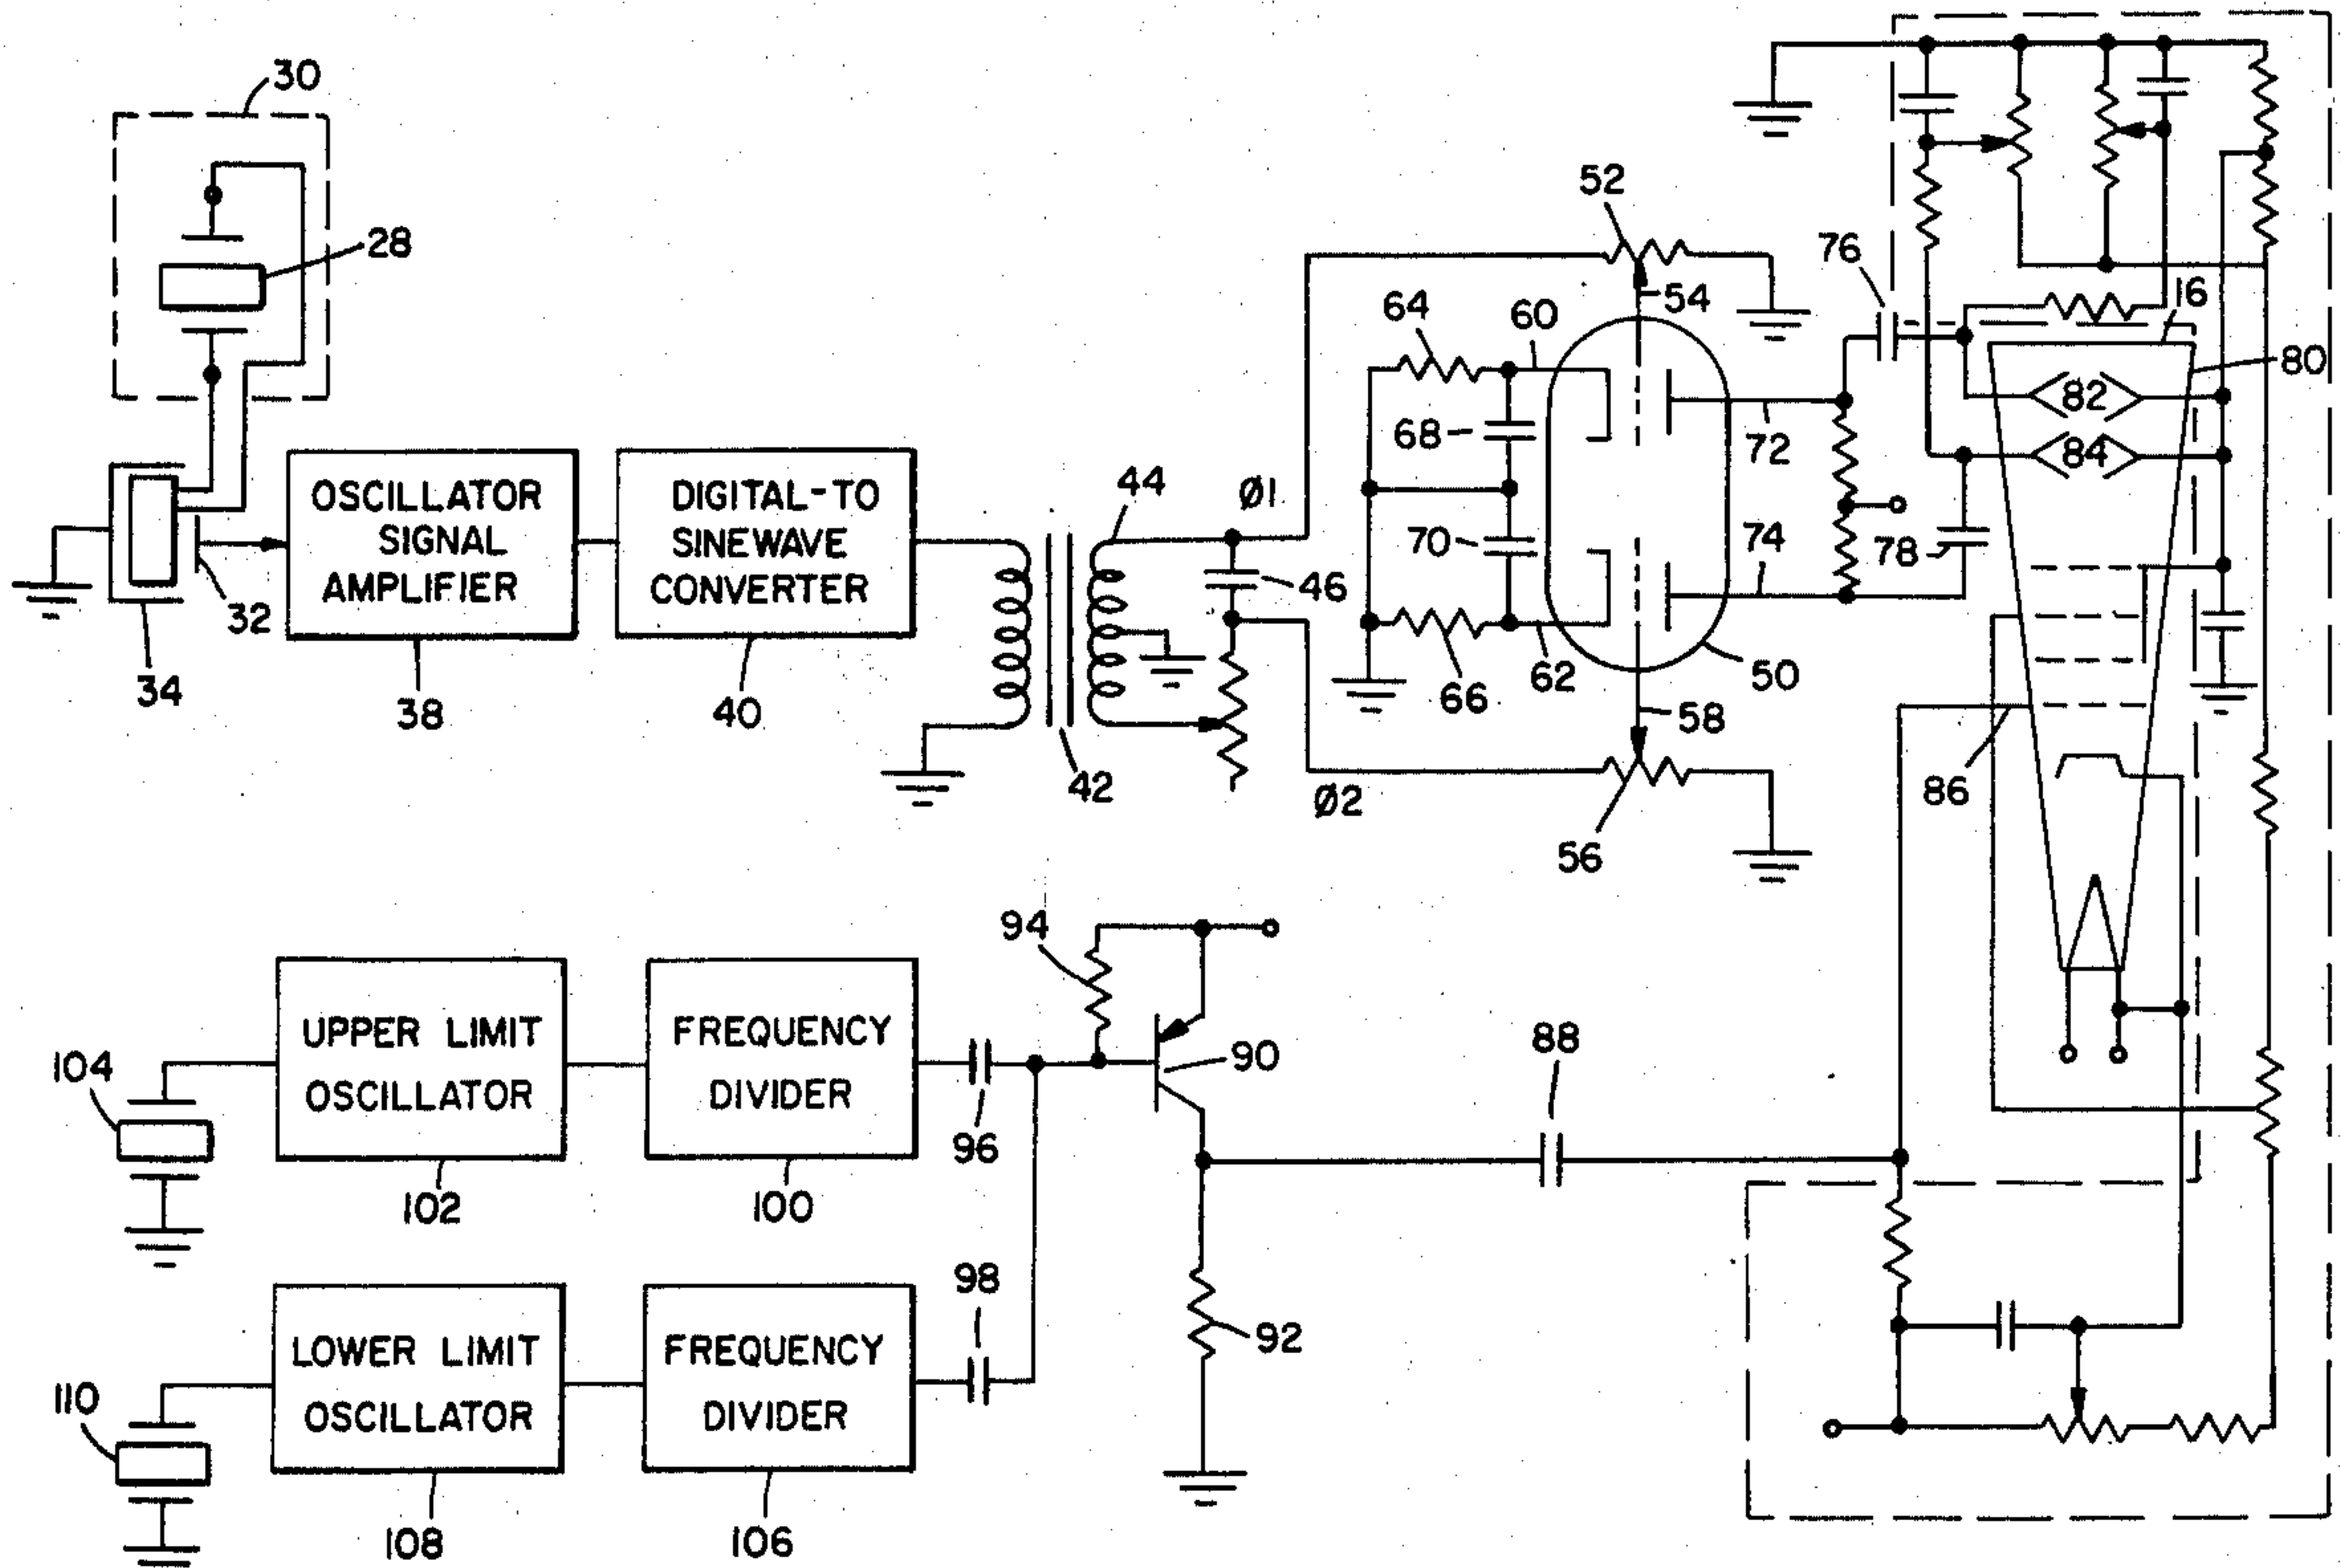 30
28
32
34
OSCILLATOR
SIGNAL
AMPLIFIER
38
DIGITAL-TO
SINEWAVE
CONVERTER
40
42
44
Ø1
46
Ø2
52
54
64
60
68
70
66
62
50
58
56
72
74
76
78
16
80
82
84
86
94
90
88
92
104
UPPER LIMIT
OSCILLATOR
102
FREQUENCY
DIVIDER
100
96
98
110
LOWER LIMIT
OSCILLATOR
108
FREQUENCY
DIVIDER
106